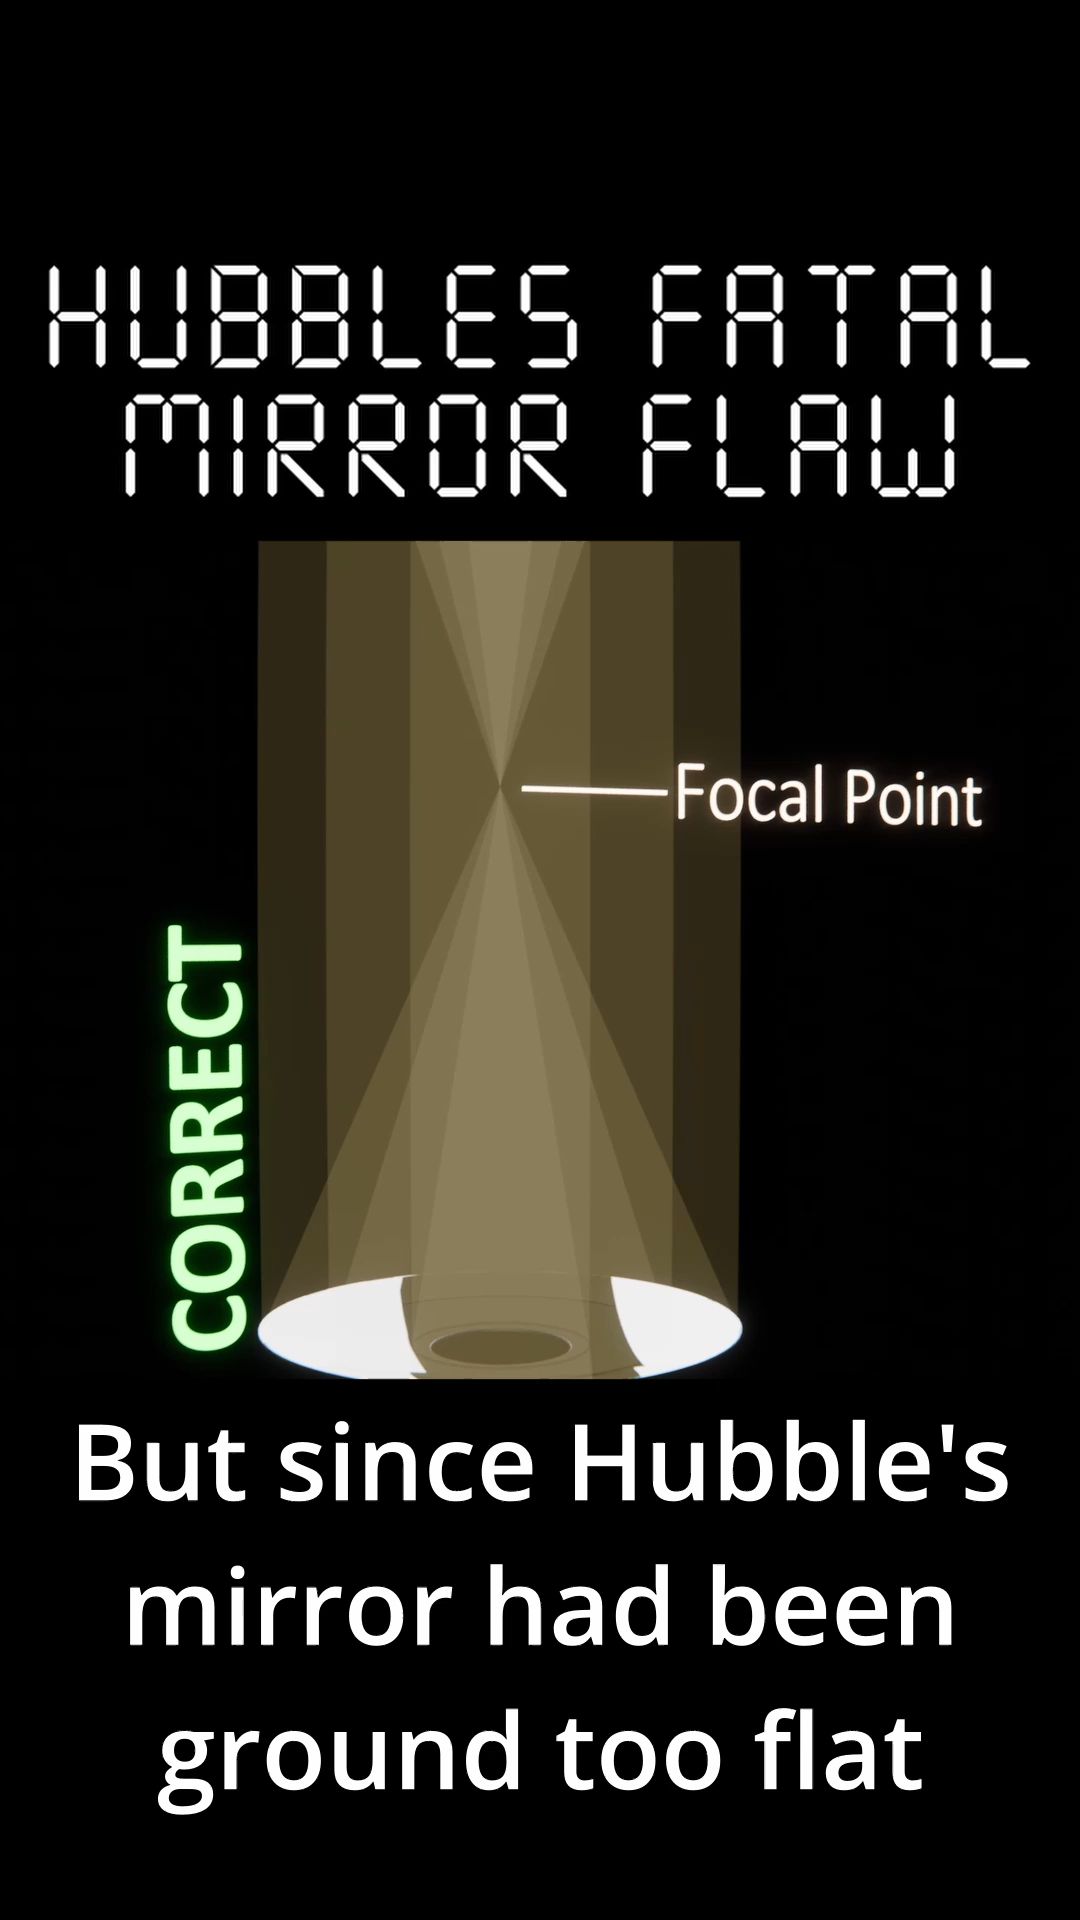 HUBBLES FATAL
MIRROR FLAW
Focal Point
CORRECT
But since Hubble's
mirror had been
ground too flat